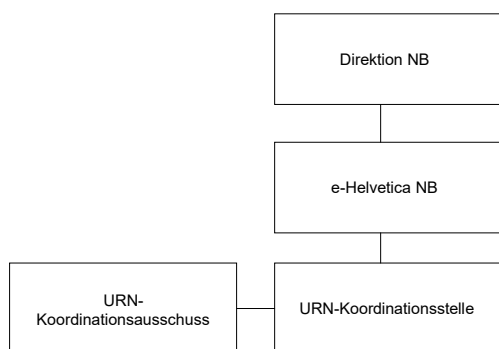 Direktion NB
e-Helvetica NB
URN-
Koordinationsausschuss
URN-Koordinationsstelle